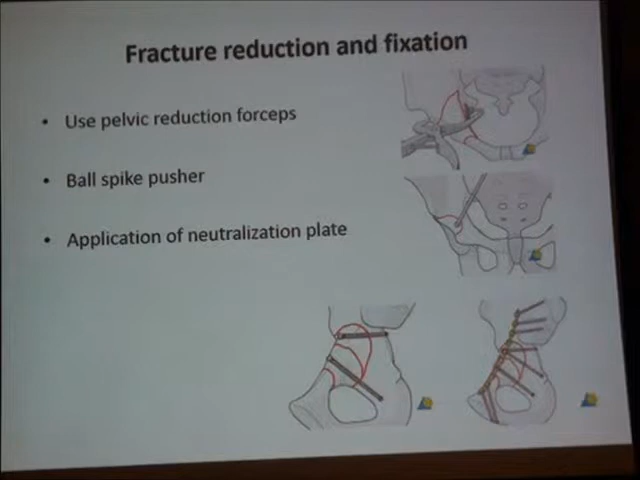 Fracture reduction and fixation
• Use pelvic reduction forceps
• Ball spike pusher
• Application of neutralization plate